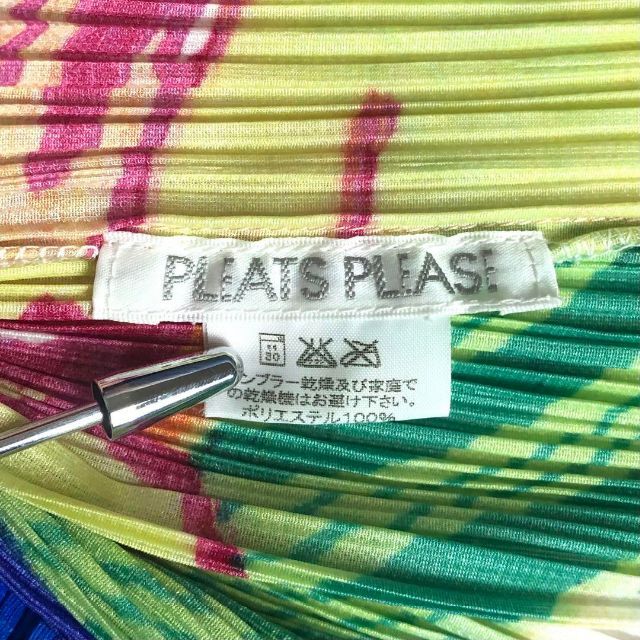 PLEATS PLEASE
30
ンブラー乾燥及び家庭で
の乾燥機はお避け下さい。
ポリエステル100%